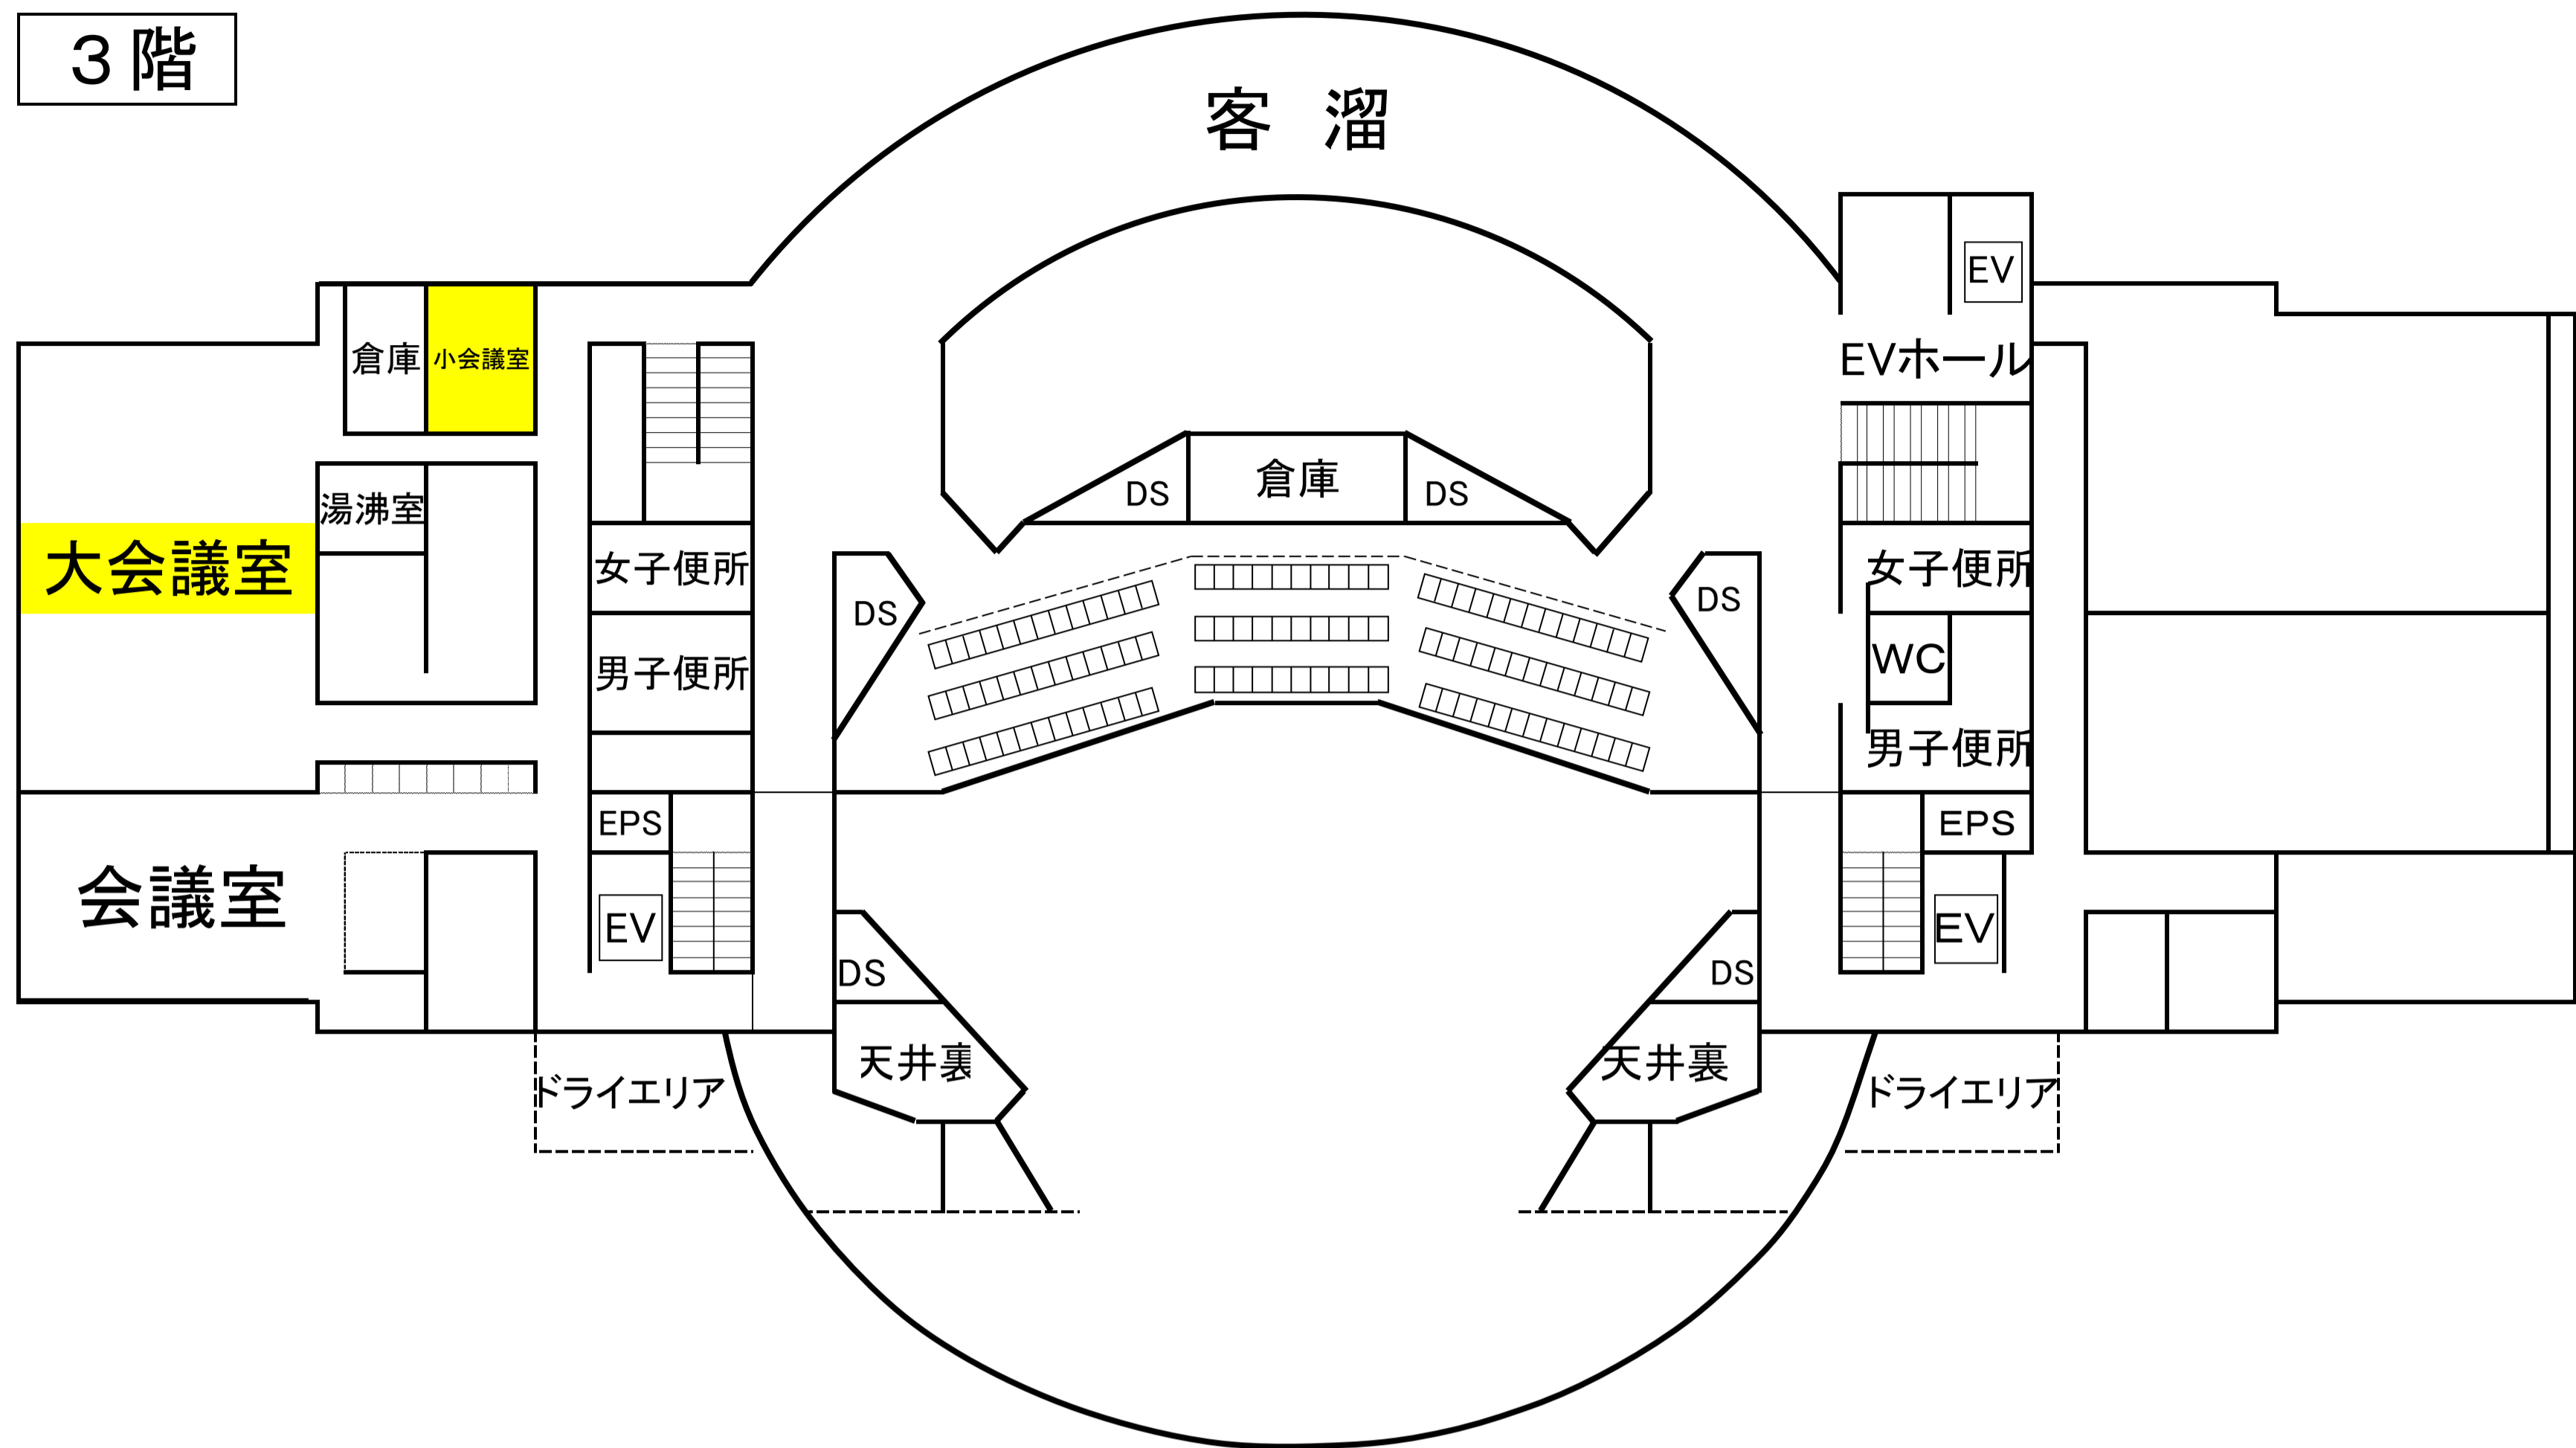 ３階
客 溜
EV
倉庫
小会議室
EVホール
DS
倉庫
DS
湯沸室
大会議室
女子便所
DS
DS
女子便所
男子便所
WC
男子便所
EPS
EPS
会議室
EV
EV
DS
DS
天井裏
天井裏
ドライエリア
ドライエリア